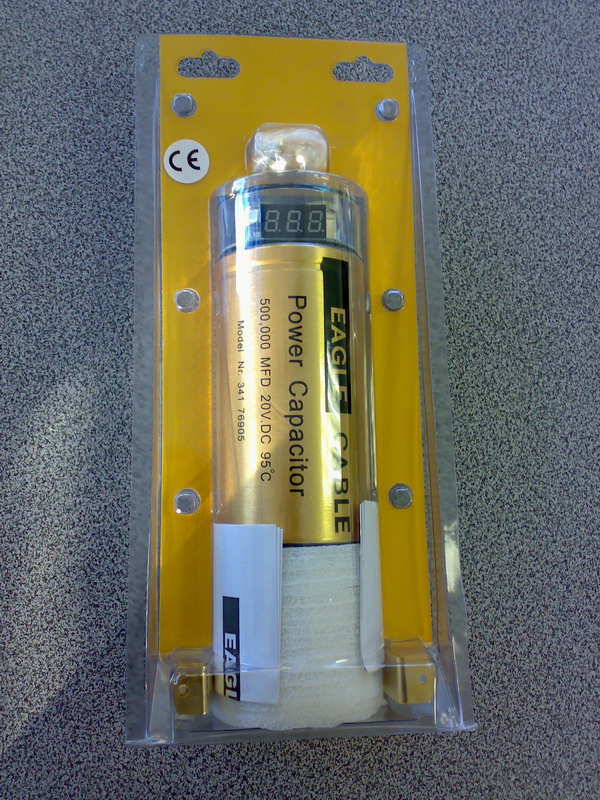 CE
8.8.8
EAGLE CABLE
Power Capacitor
500,000 MFD 20V.DC 95°C
Model Nr. 341 76905
EAGL